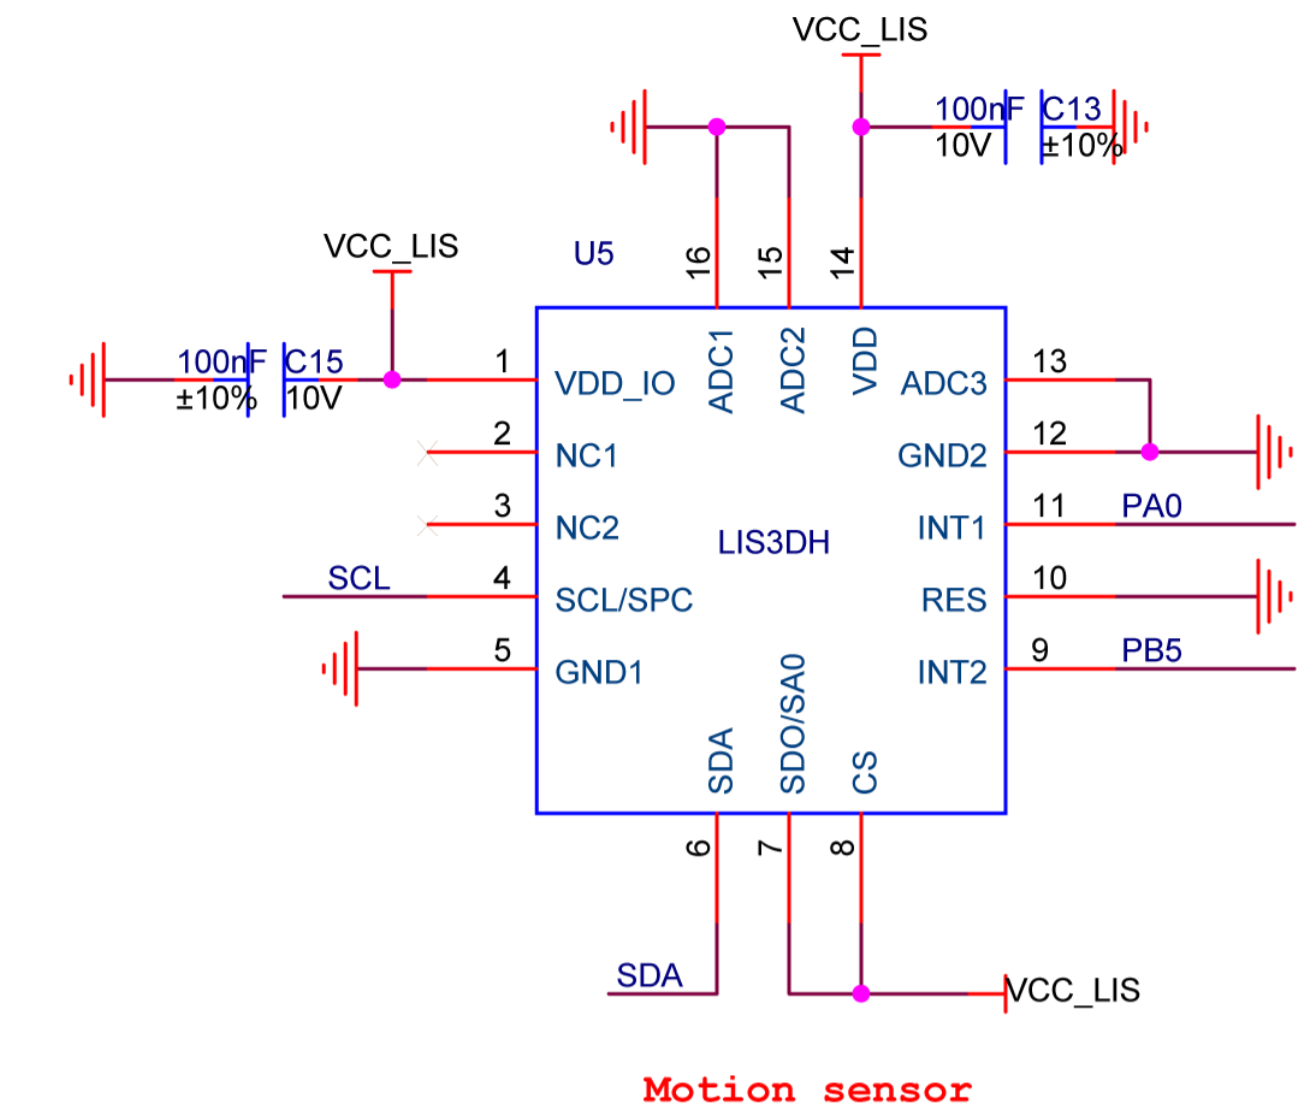 VCC_LIS
100nF C13
10V ±10%
VCC_LIS
U5
16
15
14
100nF C15
±10% 10V
1
VDD_IO
ADC1
ADC2
VDD
ADC3
13
2
NC1
GND2
12
3
NC2
LIS3DH
INT1
11
PA0
SCL
4
SCL/SPC
RES
10
5
GND1
INT2
9
PB5
SDA
SDO/SA0
CS
6
7
8
SDA
VCC_LIS
Motion sensor